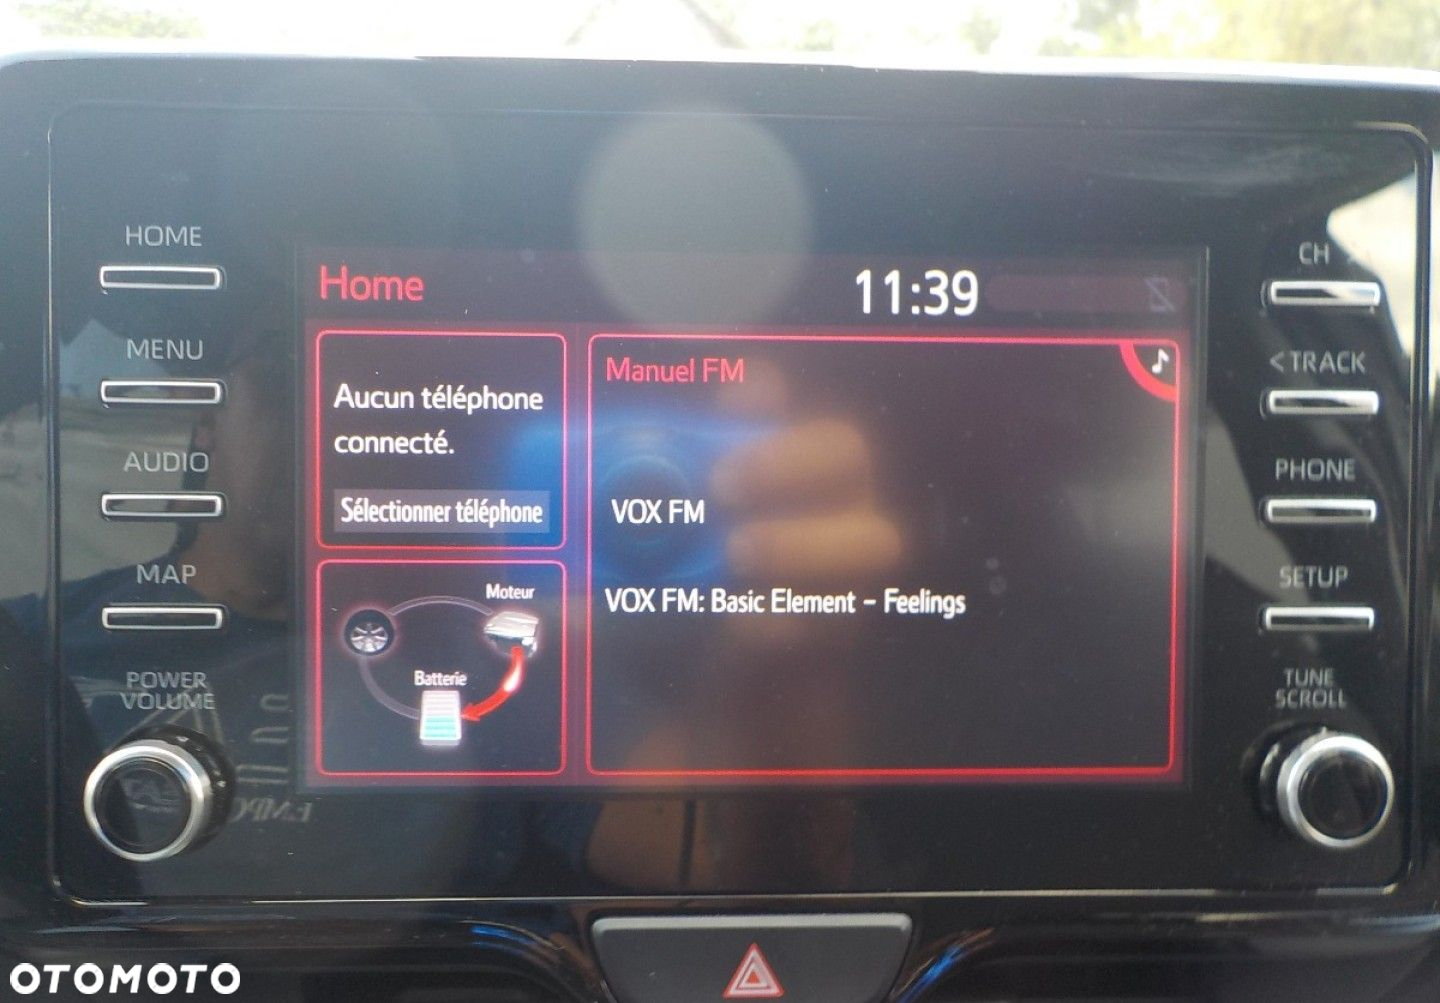 HOME
MENU
AUDIO
MAP
POWER
VOLUME
Home
11:39
Aucun téléphone
connecté.
Sélectionner téléphone
Moteur
Batterie
Manuel FM
VOX FM
VOX FM: Basic Element - Feelings
CH >
< TRACK
PHONE
SETUP
TUNE
SCROLL
OTOMOTO